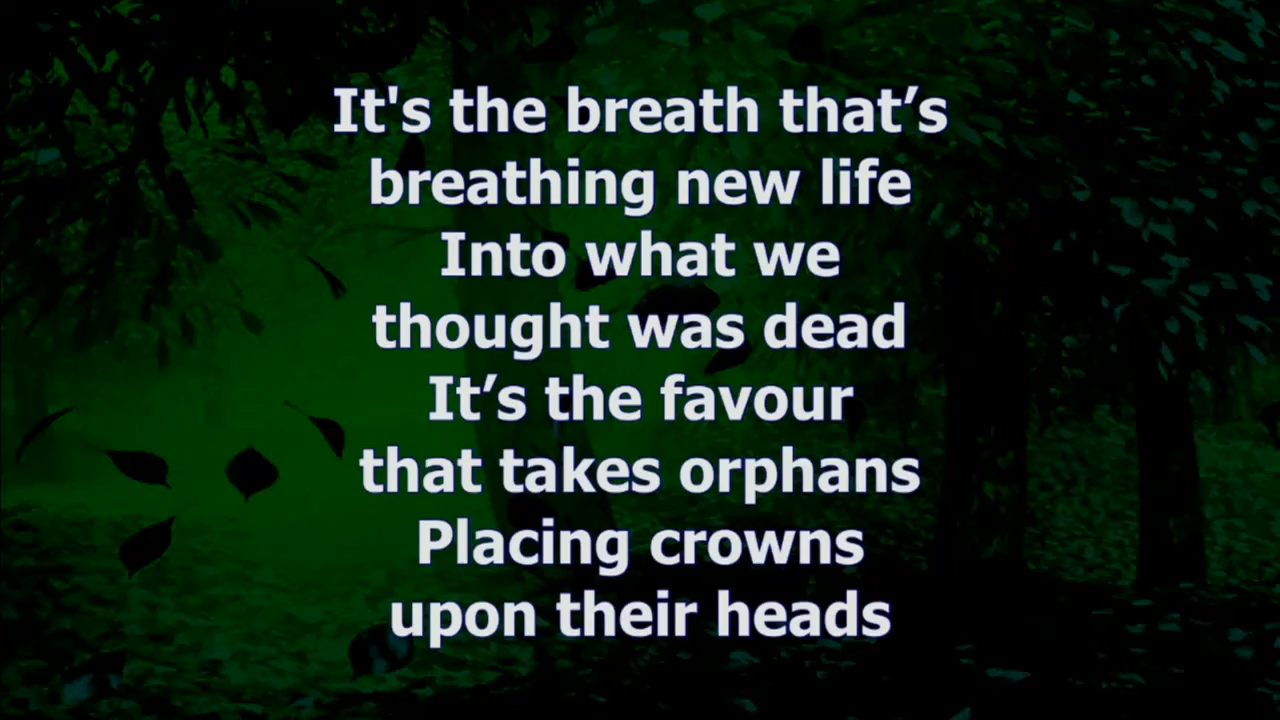 It's the breath that’s
breathing new life
Into what we
thought was dead
It’s the favour
that takes orphans
Placing crowns
upon their heads